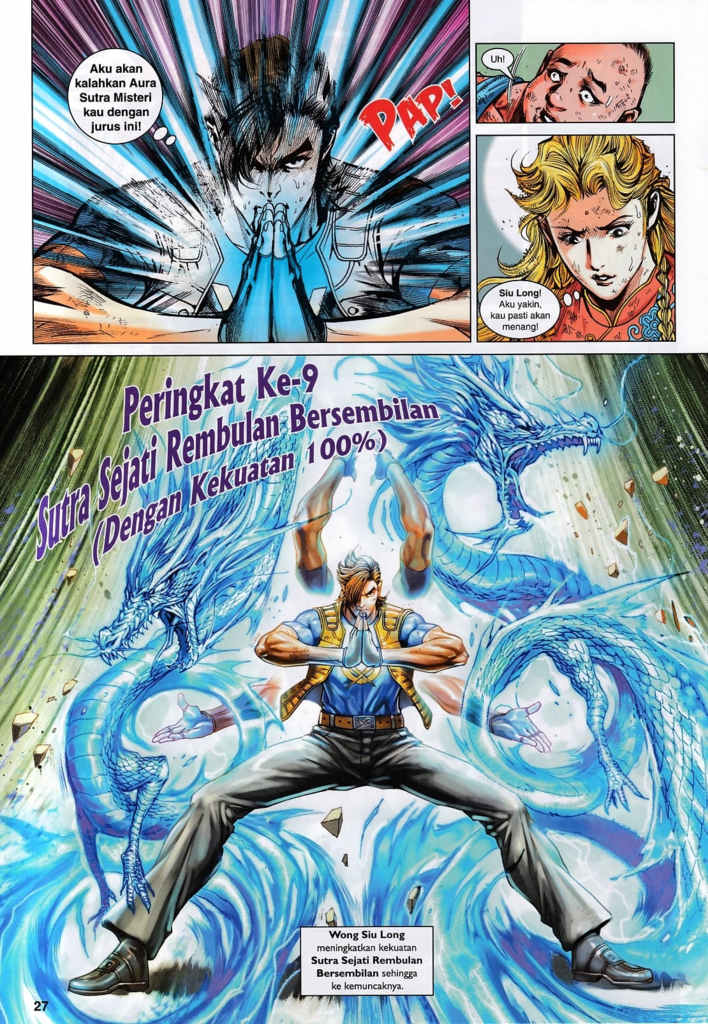 Aku akan
kalahkan Aura
Sutra Misteri
kau dengan
jurus ini!
PAP!
Uh!
Siu Long!
Aku yakin,
kau pasti akan
menang!
Peringkat Ke-9
Sutra Sejati Rembulan Bersembilan
(Dengan Kekuatan 100%)
Wong Siu Long
meningkatkan kekuatan
Sutra Sejati Rembulan
Bersembilan sehingga
ke kemuncaknya.
27